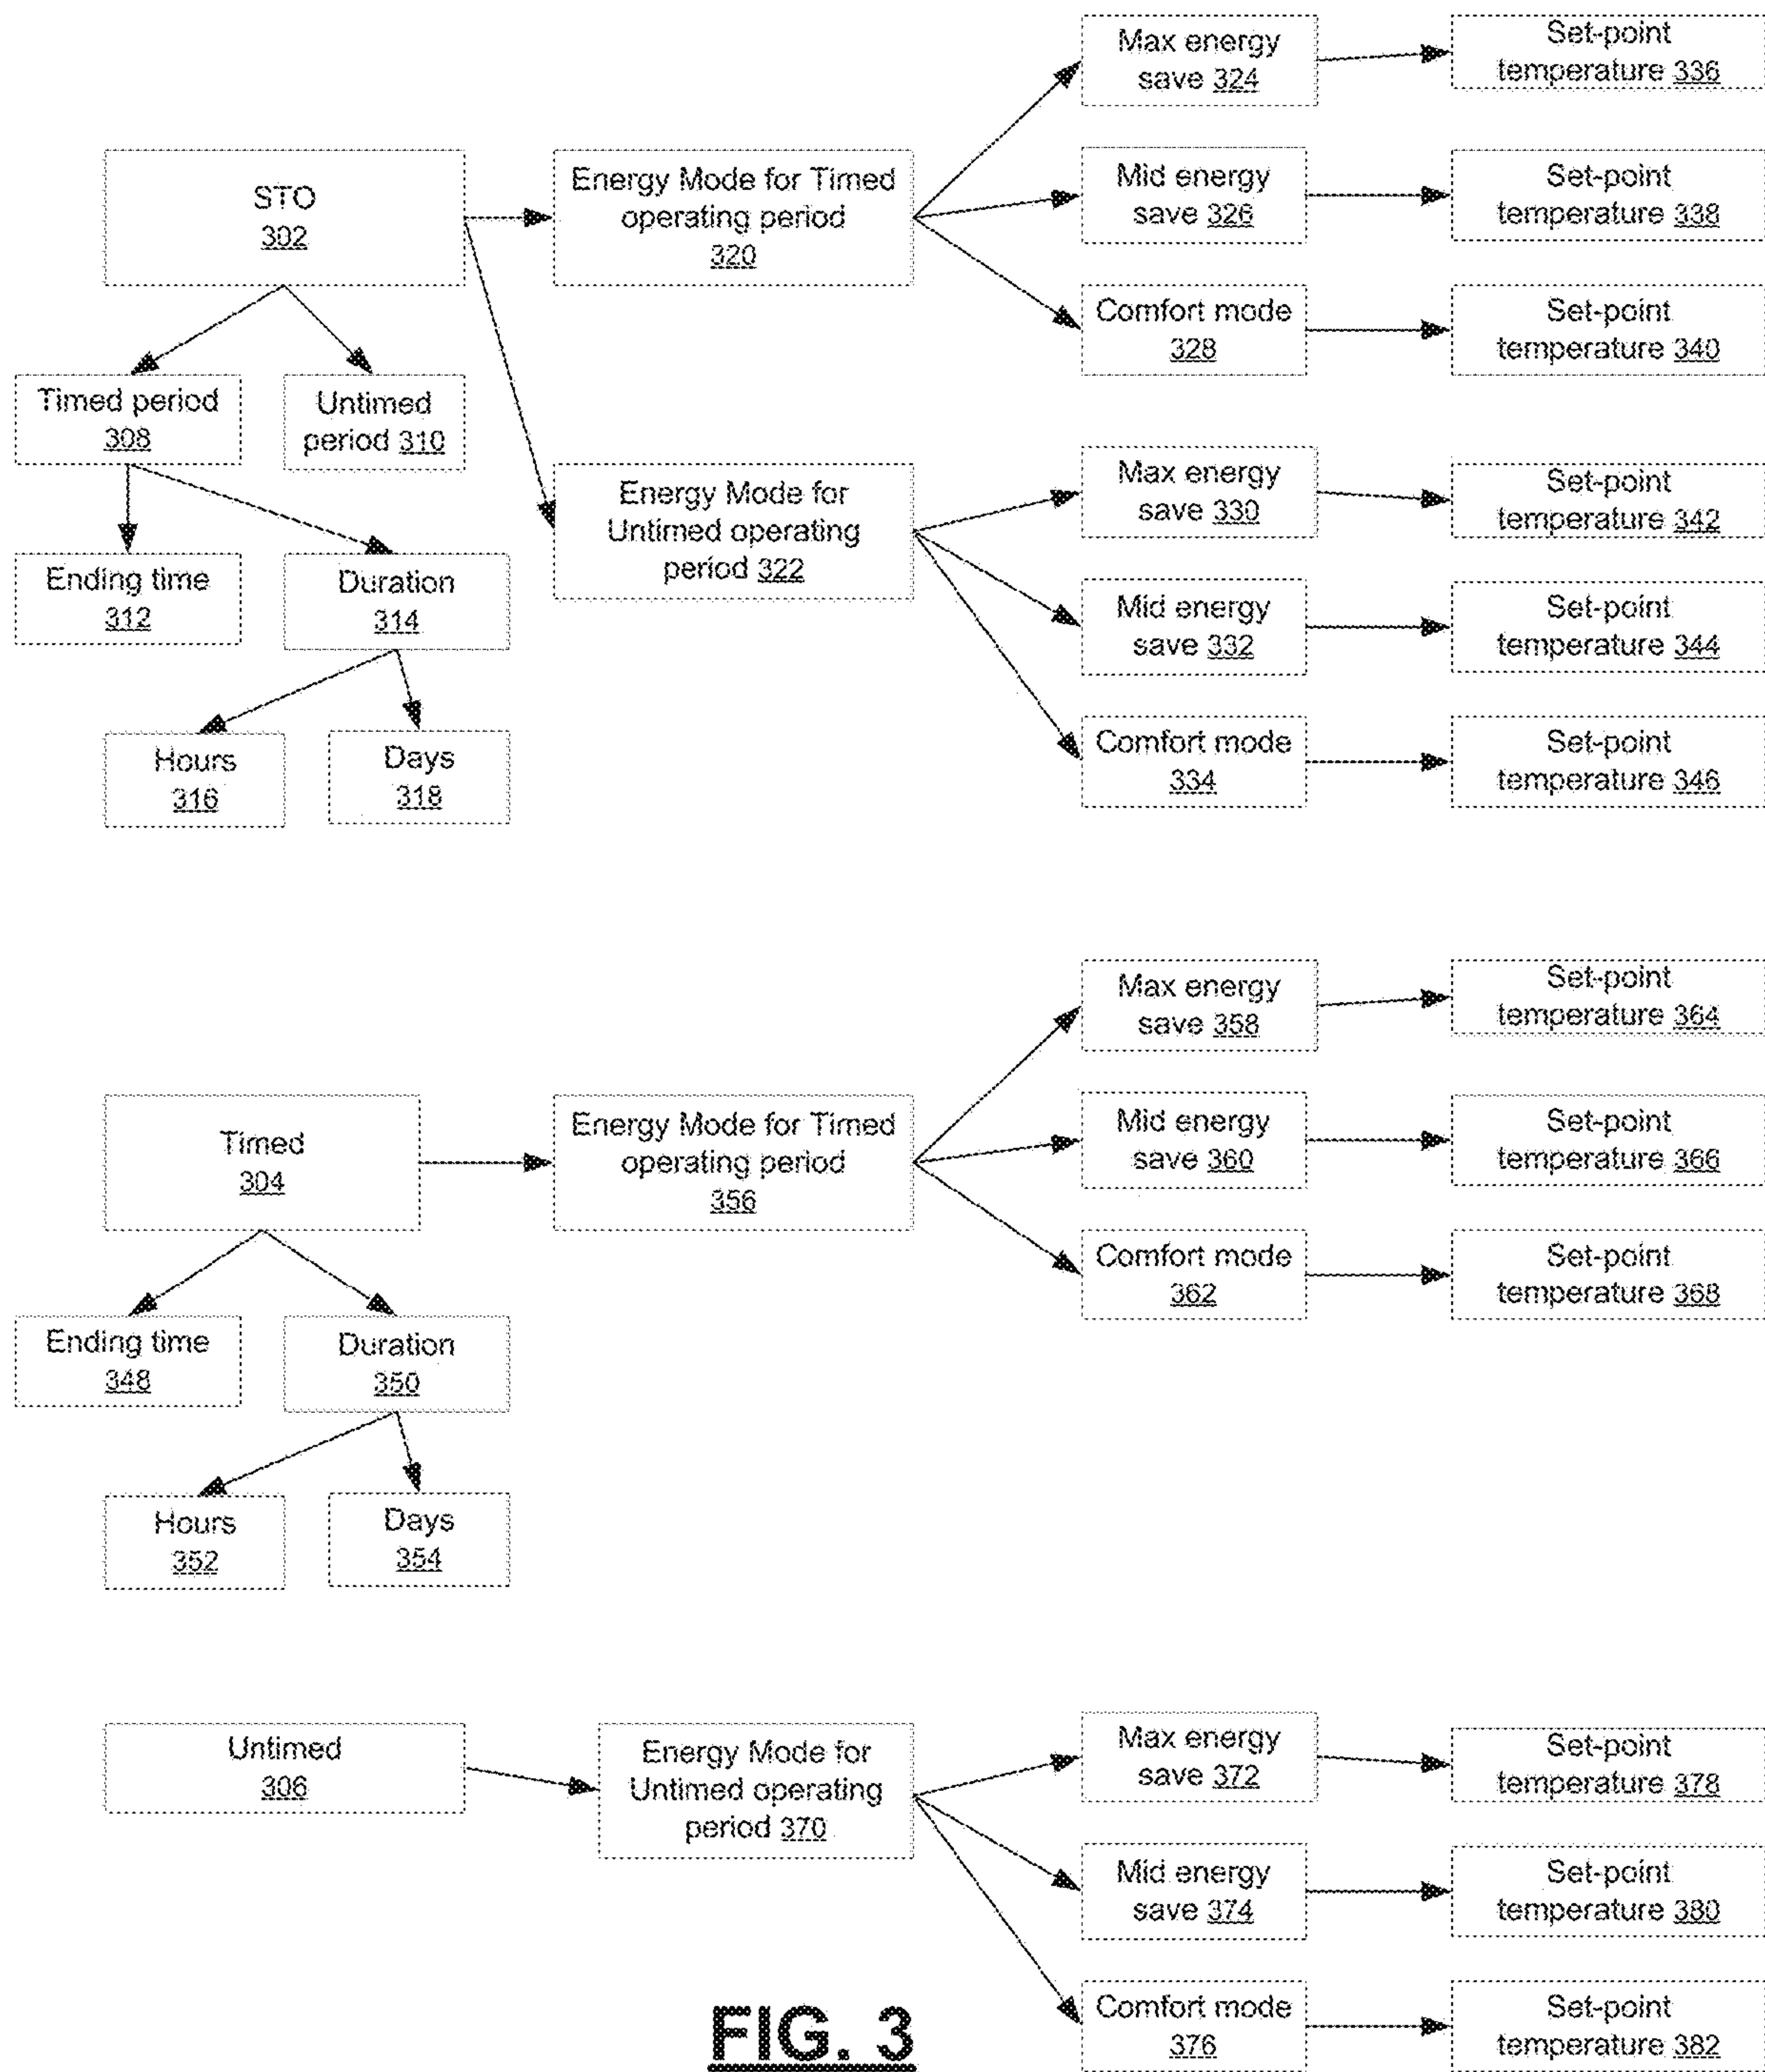 STO
302
Timed period
308
Untimed
period 310
Ending time
312
Duration
314
Hours
316
Days
318
Energy Mode for Timed
operating period
320
Energy Mode for
Untimed operating
period 322
Max energy
save 324
Set-point
temperature 336
Mid energy
save 326
Set-point
temperature 338
Comfort mode
328
Set-point
temperature 340
Max energy
save 330
Set-point
temperature 342
Mid energy
save 332
Set-point
temperature 344
Comfort mode
334
Set-point
temperature 346
Timed
304
Ending time
348
Duration
350
Hours
352
Days
354
Energy Mode for Timed
operating period
356
Max energy
save 358
Set-point
temperature 364
Mid energy
save 360
Set-point
temperature 366
Comfort mode
362
Set-point
temperature 368
Untimed
306
Energy Mode for
Untimed operating
period 370
Max energy
save 372
Set-point
temperature 378
Mid energy
save 374
Set-point
temperature 380
Comfort mode
376
Set-point
temperature 382
FIG. 3